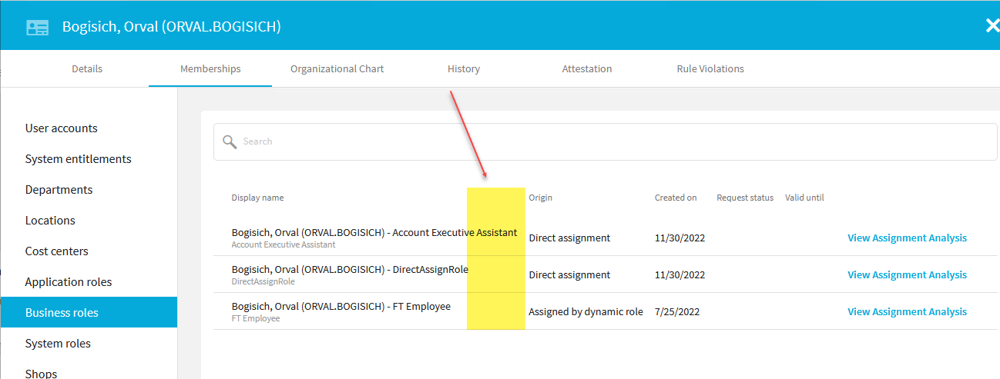 Bogisich, Orval (ORVAL.BOGISICH)
Details Memberships Organizational Chart History Attestation Rule Violations
User accounts
System entitlements
Departments
Locations
Cost centers
Application roles
Business roles
System roles
Shops
Search
Display name Origin Created on Request status Valid until
Bogisich, Orval (ORVAL.BOGISICH) - Account Executive Assistant Direct assignment 11/30/2022 View Assignment Analysis
Account Executive Assistant
Bogisich, Orval (ORVAL.BOGISICH) - DirectAssignRole Direct assignment 11/30/2022 View Assignment Analysis
DirectAssignRole
Bogisich, Orval (ORVAL.BOGISICH) - FT Employee Assigned by dynamic role 7/25/2022 View Assignment Analysis
FT Employee